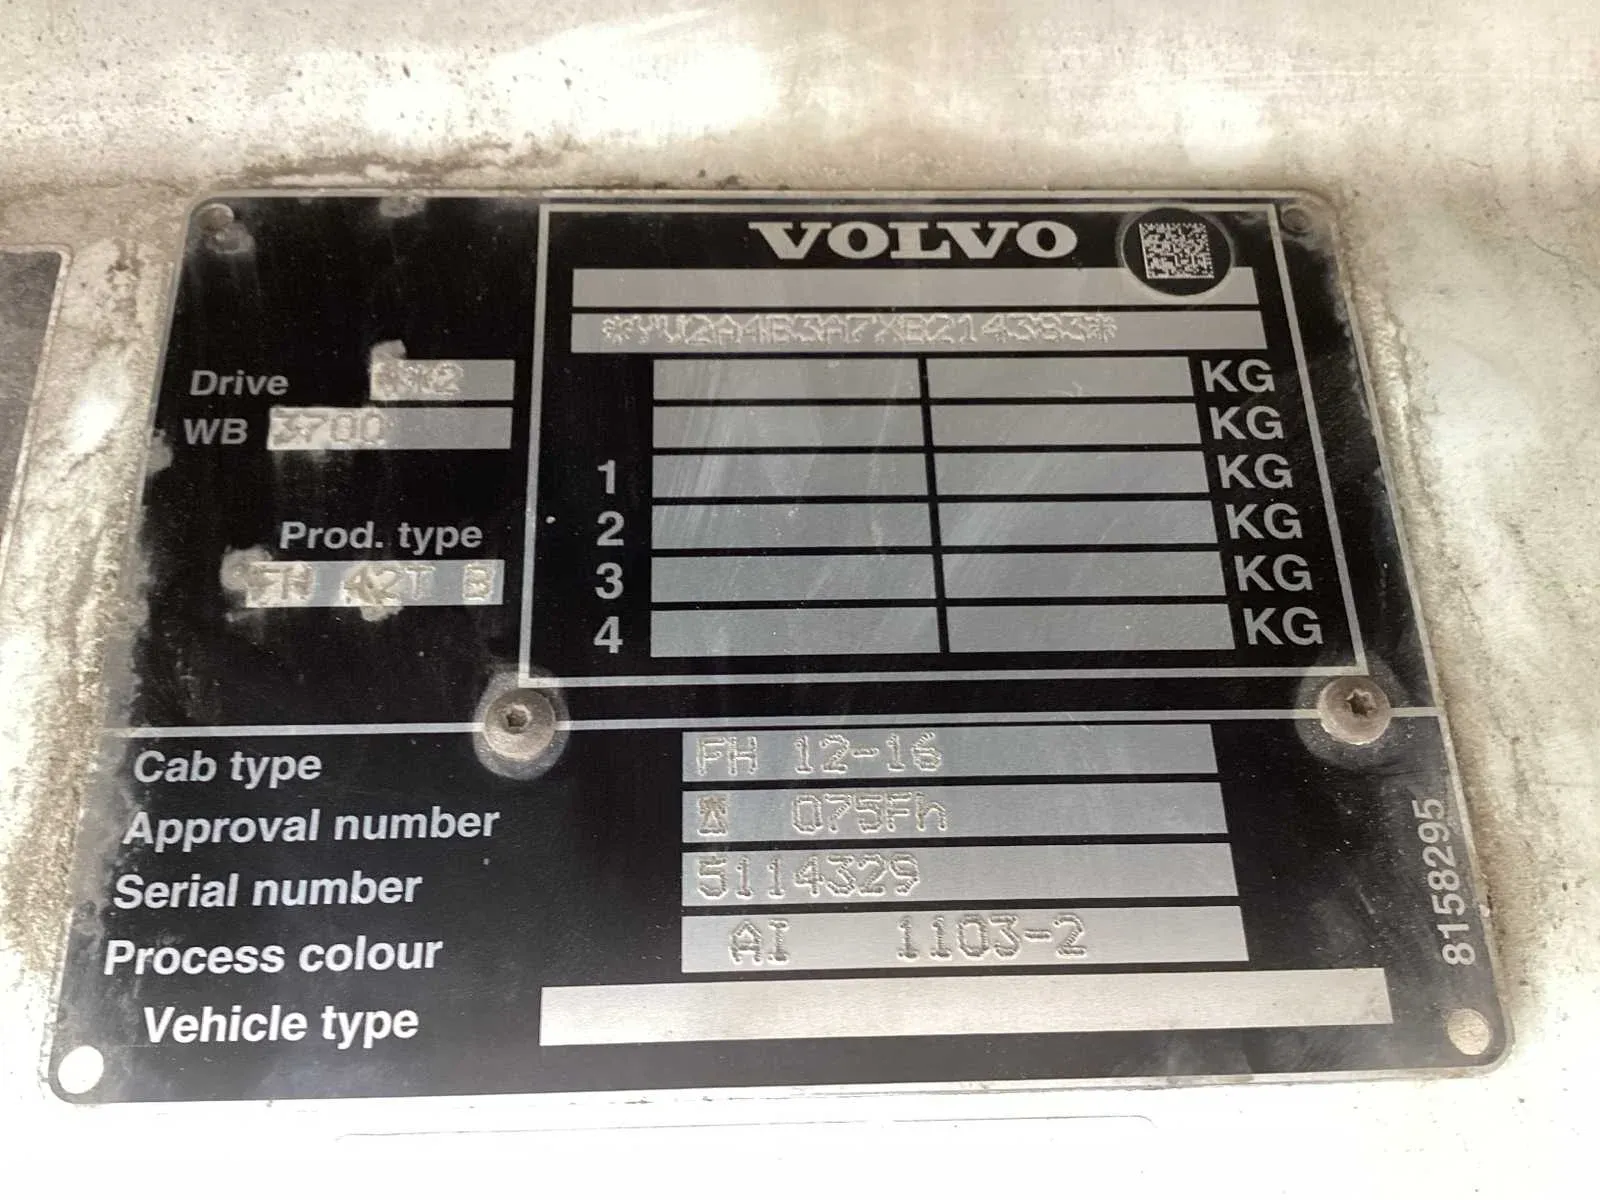 VOLVO
*YV2A4B3A7XB214383*
Drive 4X2
WB 3700
KG
KG
1 KG
Prod. type
2 KG
FH 42T B
3 KG
4 KG
Cab type FH 12-16
Approval number 075Fh
Serial number 5114329
Process colour AI 1103-2
Vehicle type
8158295